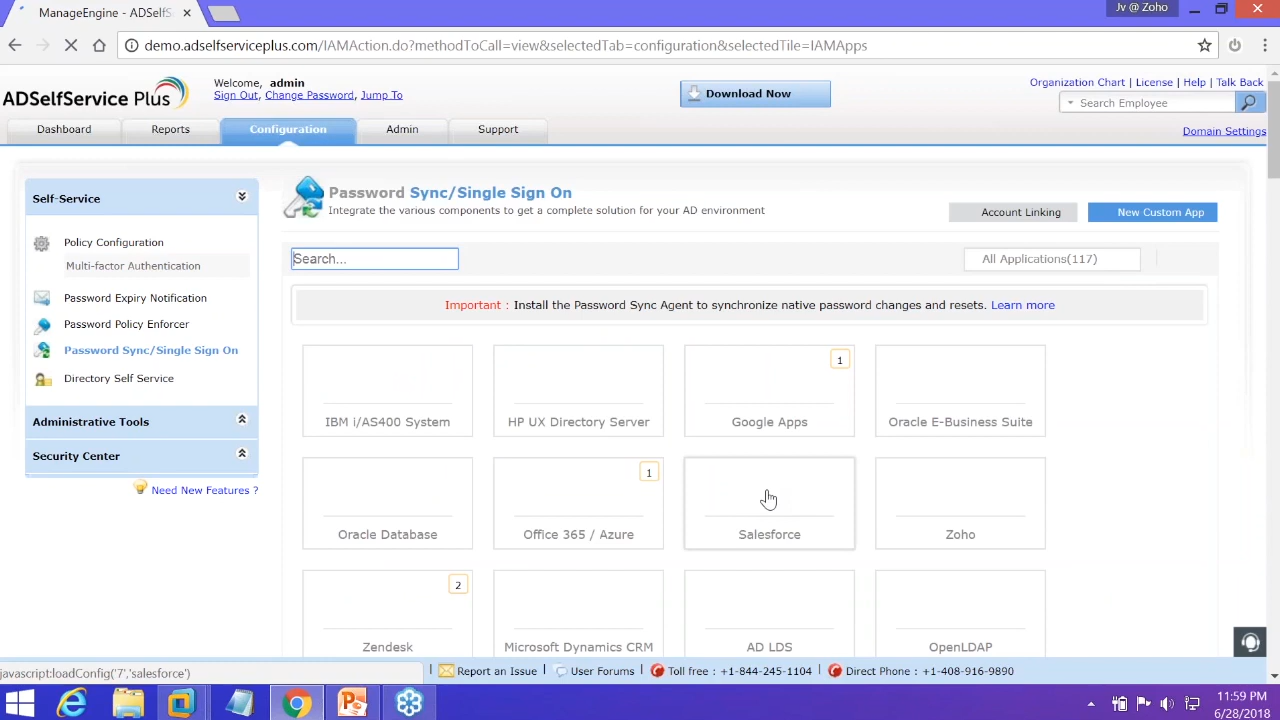 Jv @ Zoho
ManageEngine - ADSelfS
demo.adselfserviceplus.com/IAMAction.do?methodToCall=view&selectedTab=configuration&selectedTile=IAMApps
ADSelfService Plus
Welcome, admin
Sign Out, Change Password, Jump To
Download Now
Organization Chart | License | Help | Talk Back
Search Employee
Dashboard Reports Configuration Admin Support
Domain Settings
Self-Service
Policy Configuration
Multi-factor Authentication
Password Expiry Notification
Password Policy Enforcer
Password Sync/Single Sign On
Directory Self Service
Administrative Tools
Security Center
Need New Features ?
Password Sync/Single Sign On
Integrate the various components to get a complete solution for your AD environment
Account Linking
New Custom App
Search...
All Applications(117)
Important : Install the Password Sync Agent to synchronize native password changes and resets. Learn more
1
IBM i/AS400 System HP UX Directory Server Google Apps Oracle E-Business Suite
1
Oracle Database Office 365 / Azure Salesforce Zoho
2
Zendesk Microsoft Dynamics CRM AD LDS OpenLDAP
javascript:loadConfig('7','salesforce')
| Report an Issue | User Forums | Toll free : +1-844-245-1104 | Direct Phone : +1-408-916-9890
11:59 PM
6/28/2018